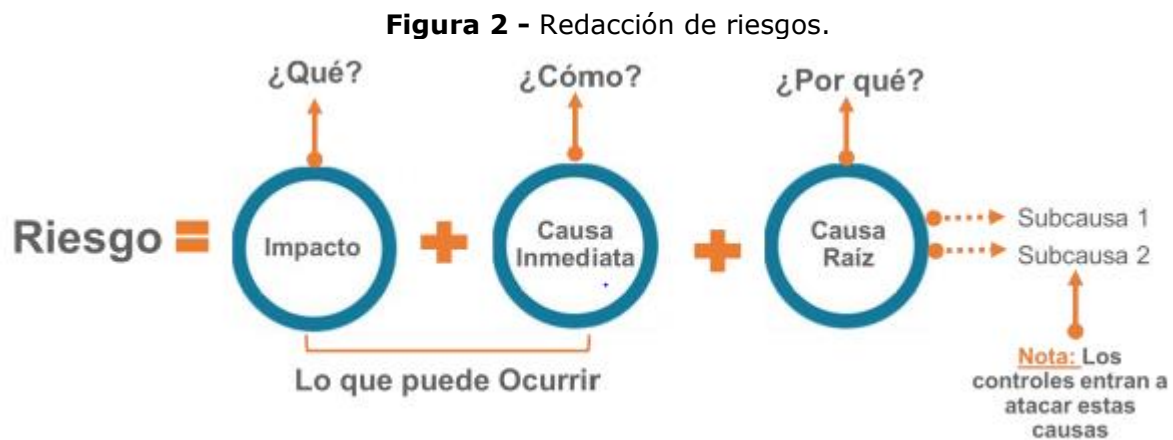 Figura 2 - Redacción de riesgos.
¿Qué?
¿Cómo?
¿Por qué?
Riesgo =
Impacto
+
Causa
Inmediata
+
Causa
Raíz
Subcausa 1
Subcausa 2
Lo que puede Ocurrir
Nota: Los
controles entran a
atacar estas
causas